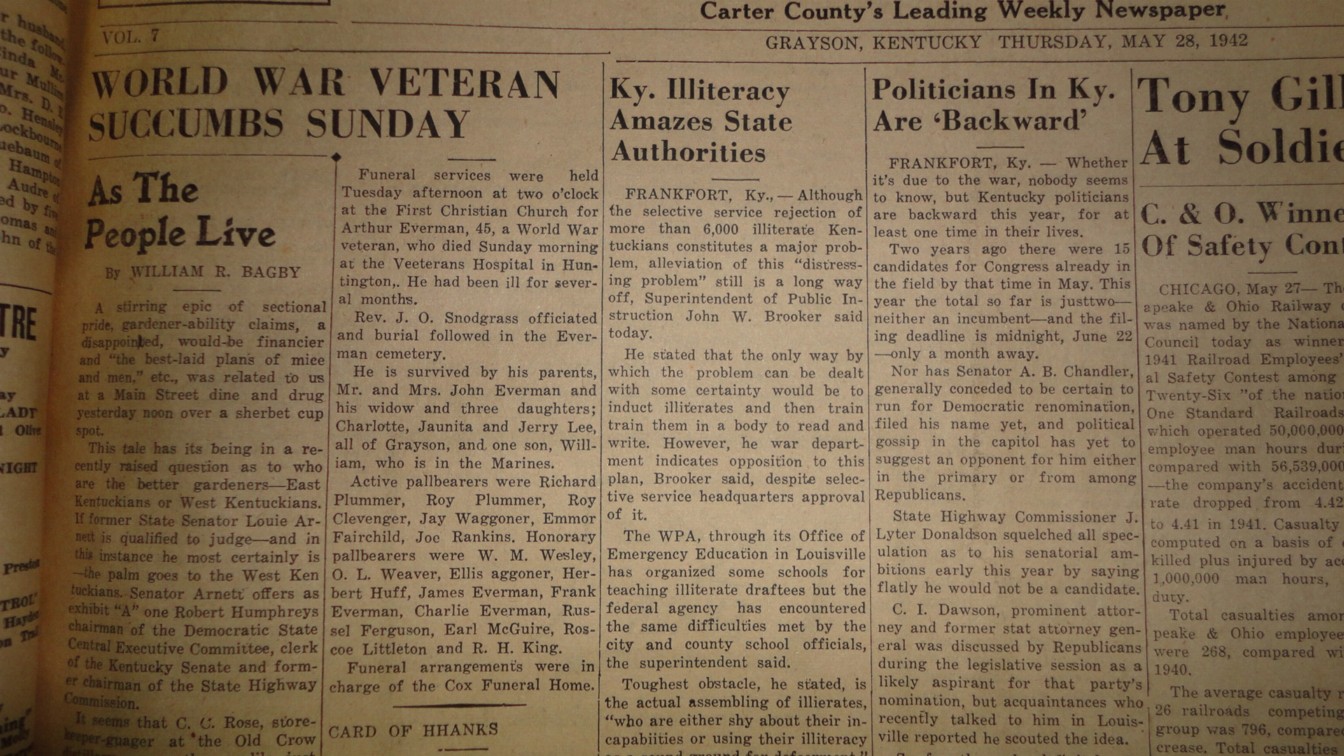 Carter County's Leading Weekly Newspaper
VOL. 7
GRAYSON, KENTUCKY THURSDAY, MAY 28, 1942
WORLD WAR VETERAN
SUCCUMBS SUNDAY
As The
People Live
By WILLIAM R. BAGBY
A stirring epic of sectional
pride, gardener-ability claims, a
disappointed, would-be financier
and "the best-laid plans of mice
and men," etc., was related to us
at a Main Street dine and drug
yesterday noon over a sherbet cup
spot.
This tale has its being in a re-
cently raised question as to who
are the better gardeners—East
Kentuckians or West Kentuckians.
If former State Senator Louie Ar-
nett is qualified to judge—and in
this instance he most certainly is
—the palm goes to the West Ken
tuckians. Senator Arnett offers as
exhibit "A" one Robert Humphreys
chairman of the Democratic State
Central Executive Committee, clerk
of the Kentucky Senate and form-
er chairman of the State Highway
Commission.
It seems that C. C. Rose, store-
keeper-guager at the Old Crow
Funeral services were held
Tuesday afternoon at two o'clock
at the First Christian Church for
Arthur Everman, 45, a World War
veteran, who died Sunday morning
at the Veeterans Hospital in Hun-
tington,. He had been ill for sever-
al months.
Rev. J. O. Snodgrass officiated
and burial followed in the Ever-
man cemetery.
He is survived by his parents,
Mr. and Mrs. John Everman and
his widow and three daughters;
Charlotte, Jaunita and Jerry Lee,
all of Grayson, and one son, Will-
iam, who is in the Marines.
Active pallbearers were Richard
Plummer, Roy Plummer, Roy
Clevenger, Jay Waggoner, Emmor
Fairchild, Joe Rankins. Honorary
pallbearers were W. M. Wesley,
O. L. Weaver, Ellis aggoner, Her-
bert Huff, James Everman, Frank
Everman, Charlie Everman, Rus-
sel Ferguson, Earl McGuire, Ros-
coe Littleton and R. H. King.
Funeral arrangements were in
charge of the Cox Funeral Home.
CARD OF HHANKS
Ky. Illiteracy
Amazes State
Authorities
FRANKFORT, Ky., — Although
the selective service rejection of
more than 6,000 illiterate Ken-
tuckians constitutes a major prob-
lem, alleviation of this "distress-
ing problem" still is a long way
off, Superintendent of Public In-
struction John W. Brooker said
today.
He stated that the only way by
which the problem can be dealt
with some certainty would be to
induct illiterates and then train
train them in a body to read and
write. However, he war depart-
ment indicates opposition to this
plan, Brooker said, despite selec-
tive service headquarters approval
of it.
The WPA, through its Office of
Emergency Education in Louisville
has organized some schools for
teaching illiterate draftees but the
federal agency has encountered
the same difficulties met by the
city and county school officials,
the superintendent said.
Toughest obstacle, he stated, is
the actual assembling of illierates,
"who are either shy about their in-
capabiities or using their illiteracy
Politicians In Ky.
Are 'Backward'
FRANKFORT, Ky. — Whether
it's due to the war, nobody seems
to know, but Kentucky politicians
are backward this year, for at
least one time in their lives.
Two years ago there were 15
candidates for Congress already in
the field by that time in May. This
year the total so far is justtwo—
neither an incumbent—and the fil-
ing deadline is midnight, June 22
—only a month away.
Nor has Senator A. B. Chandler,
generally conceded to be certain to
run for Democratic renomination,
filed his name yet, and political
gossip in the capitol has yet to
suggest an opponent for him either
in the primary or from among
Republicans.
State Highway Commissioner J.
Lyter Donaldson squelched all spec-
ulation as to his senatorial am-
bitions early this year by saying
flatly he would not be a candidate.
C. I. Dawson, prominent attor-
ney and former stat attorney gen-
eral was discussed by Republicans
during the legislative session as a
likely aspirant for that party's
nomination, but acquaintances who
recently talked to him in Louis-
ville reported he scouted the idea.
Tony Gill
At Soldie
C. & O. Winne
Of Safety Con
CHICAGO, May 27— The
apeake & Ohio Railway
was named by the Nation
Council today as winner
1941 Railroad Employees'
al Safety Contest among
Twenty-Six "of the natio
One Standard Railroads
which operated 50,000,000
employee man hours dur
compared with 56,539,000
—the company's accident
rate dropped from 4.42
to 4.41 in 1941. Casualty
computed on a basis of
killed plus injured by ac
1,000,000 man hours,
duty.
Total casualties amo
peake & Ohio employee
were 268, compared wi
1940.
The average casualty
26 railroads competing
group was 796, compar
crease. Total casualtie